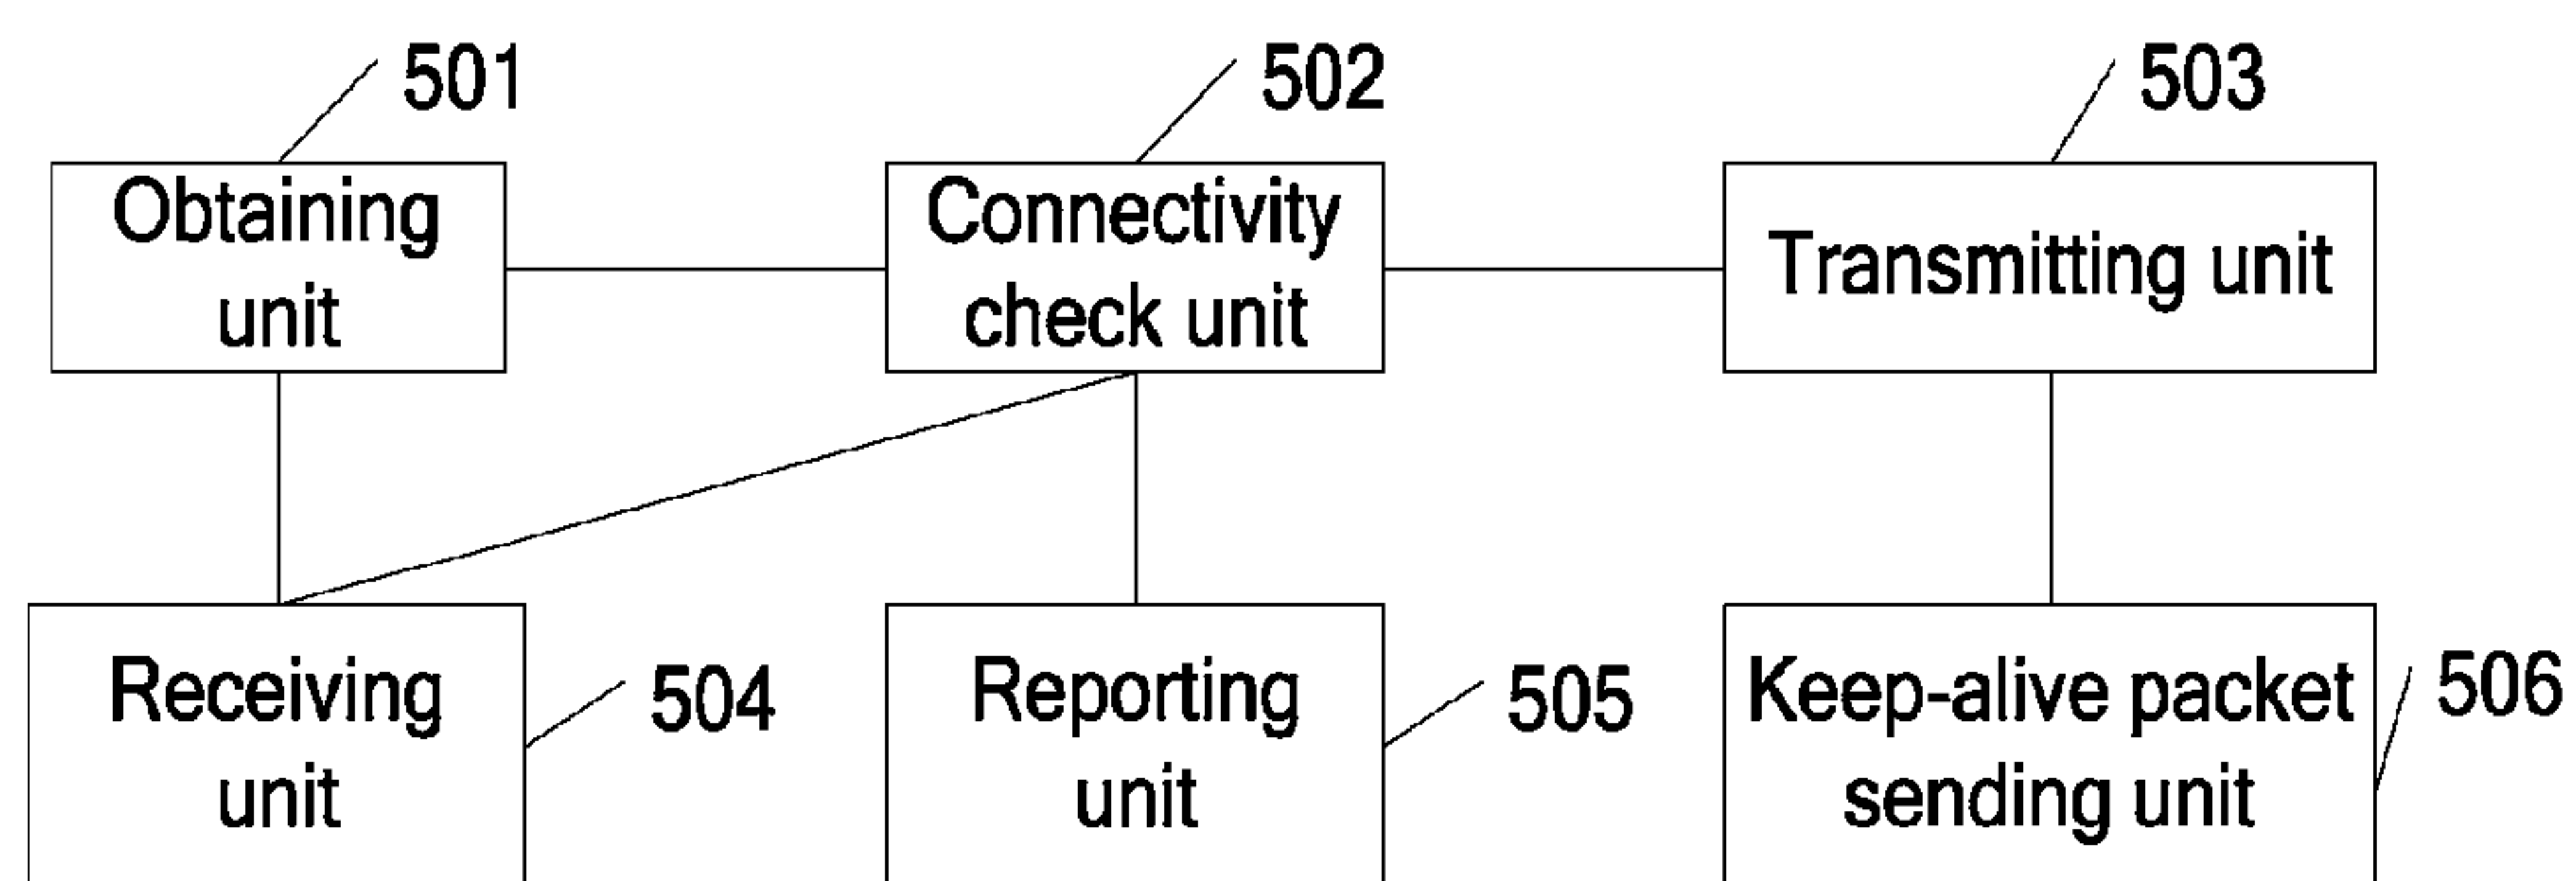 501
502
503
Obtaining
unit
Connectivity
check unit
Transmitting unit
Receiving
unit
504
Reporting
unit
505
Keep-alive packet
sending unit
506